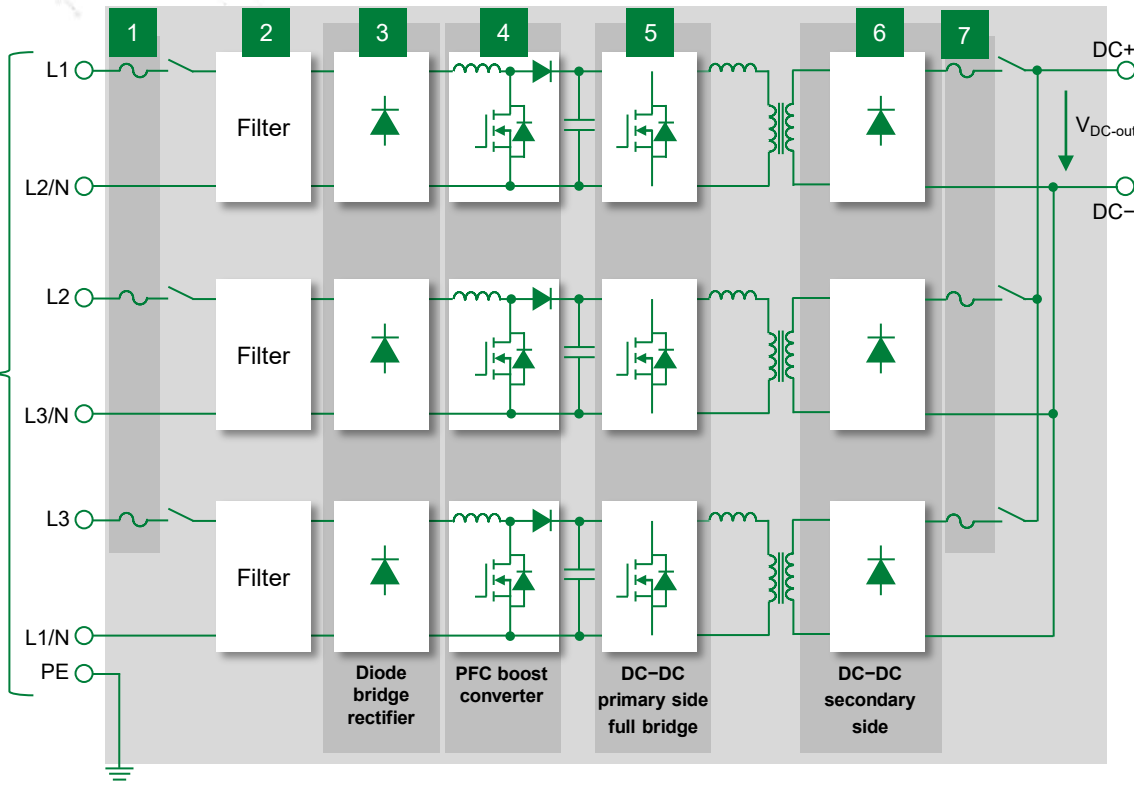 1
2
3
4
5
6
7
L1
Filter
DC+
V_DC-out
L2/N
DC−
L2
Filter
L3/N
L3
Filter
L1/N
PE
Diode
bridge
rectifier
PFC boost
converter
DC−DC
primary side
full bridge
DC−DC
secondary
side